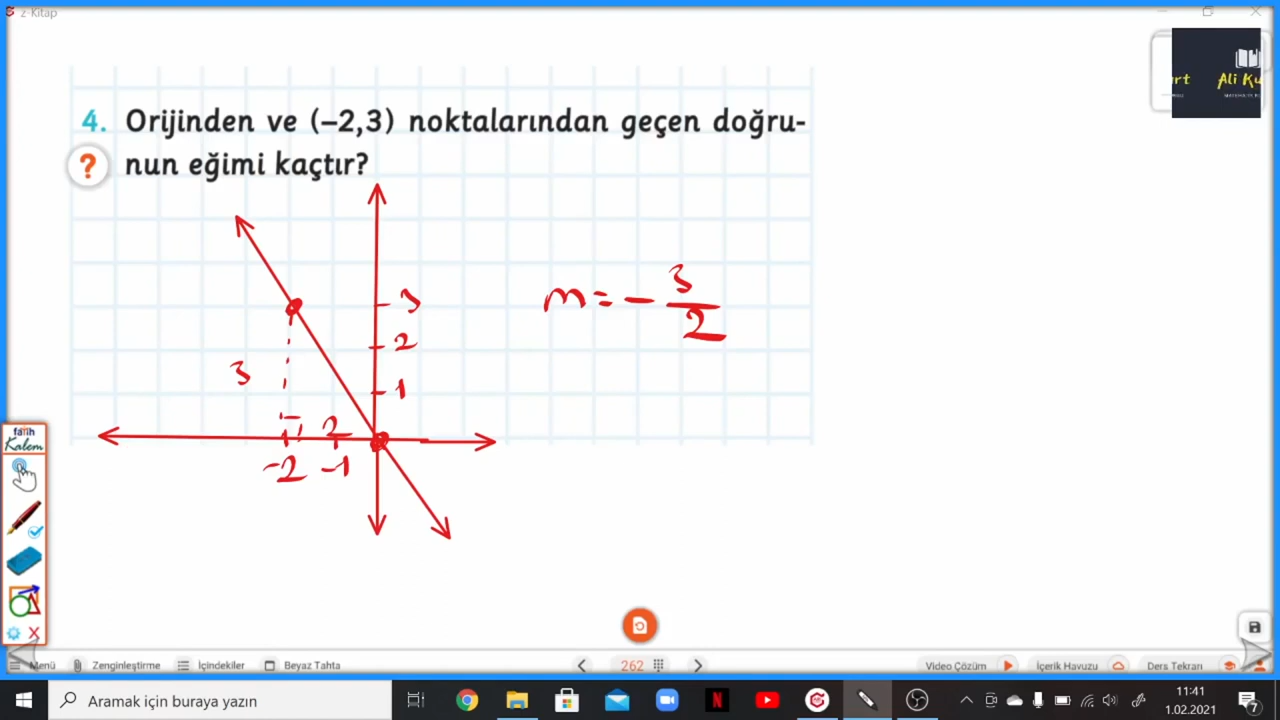 z-Kitap
rt Ali Ku
4. Orijinden ve (–2,3) noktalarından geçen doğru-
? nun eğimi kaçtır?
m = - 3/2
3
2
1
3
2
-2 -1
fatih
Kalem
Menü Zenginleştirme İçindekiler Beyaz Tahta 262 Video Çözüm İçerik Havuzu Ders Tekrarı
Aramak için buraya yazın
11:41
1.02.2021
7